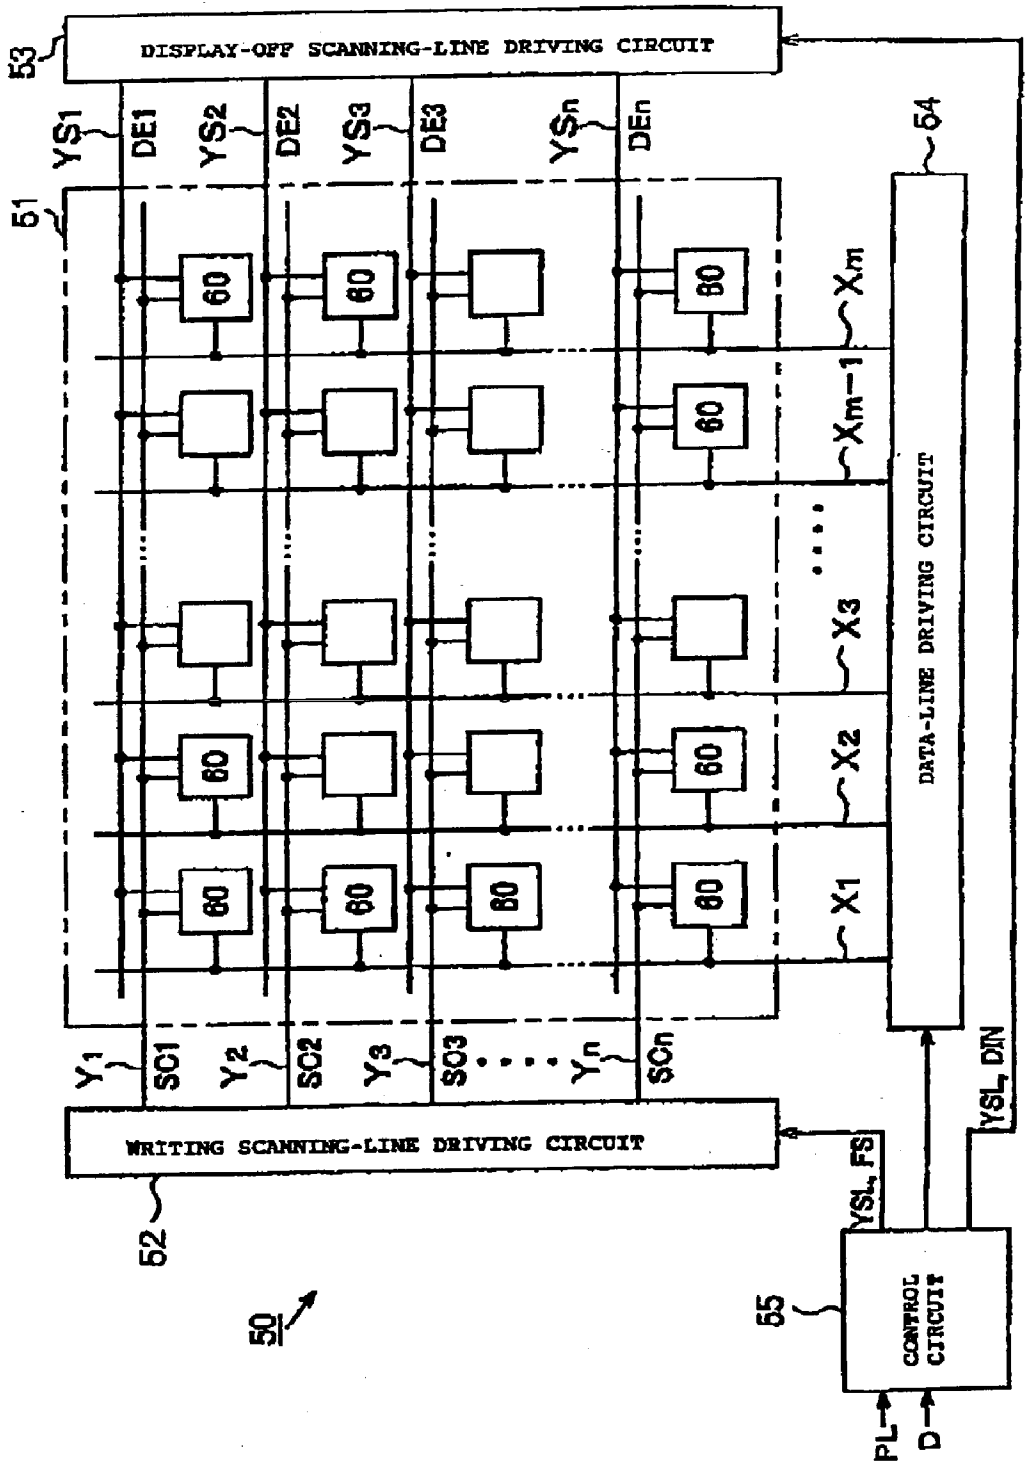 53
DISPLAY-OFF SCANNING-LINE DRIVING CIRCUIT
YS1
DE1
YS2
DE2
YS3
DE3
YSn
DEn
51
54
60
60
60
Xm
60
Xm-1
X3
60
60
X2
60
60
60
60
X1
DATA-LINE DRIVING CIRCUIT
Y1
SC1
Y2
SC2
Y3
SC3
Yn
SCn
WRITING SCANNING-LINE DRIVING CIRCUIT
52
YSL, FS
YSL, DIN
50
55
CONTROL
CIRCUIT
PL
D